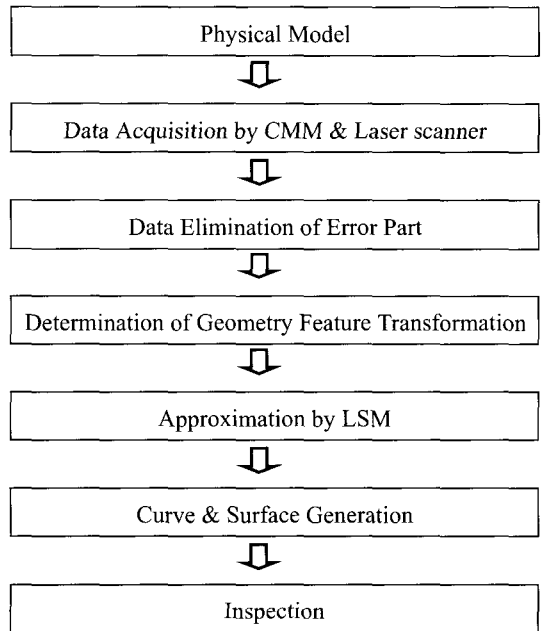 Physical Model
Data Acquisition by CMM & Laser scanner
Data Elimination of Error Part
Determination of Geometry Feature Transformation
Approximation by LSM
Curve & Surface Generation
Inspection